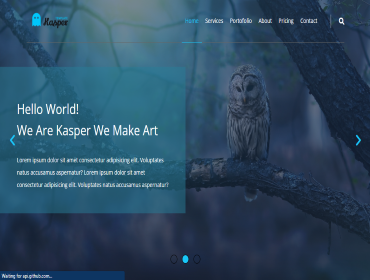 Kasper
Home Services Portofolio About Pricing Contact
Hello World!
We Are Kasper We Make Art
Lorem ipsum dolor sit amet consectetur adipisicing elit. Voluptates
natus accusamus aspernatur? Lorem ipsum dolor sit amet
consectetur adipisicing elit. Voluptates natus accusamus aspernatur?
Waiting for api.github.com...